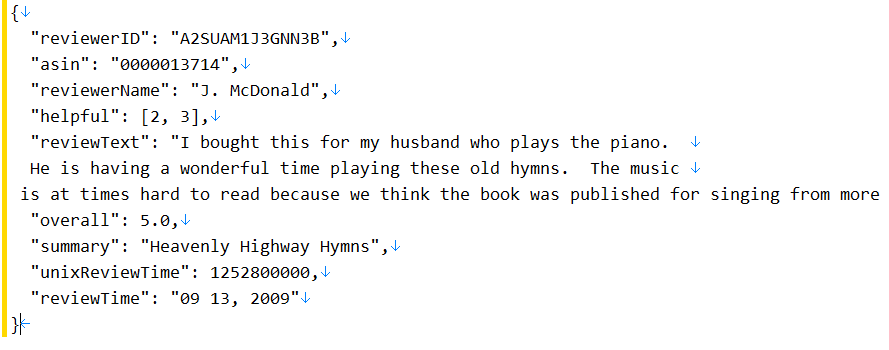 {
"reviewerID": "A2SUAM1J3GNN3B",
"asin": "0000013714",
"reviewerName": "J. McDonald",
"helpful": [2, 3],
"reviewText": "I bought this for my husband who plays the piano.
He is having a wonderful time playing these old hymns.  The music
is at times hard to read because we think the book was published for singing from more
"overall": 5.0,
"summary": "Heavenly Highway Hymns",
"unixReviewTime": 1252800000,
"reviewTime": "09 13, 2009"
}